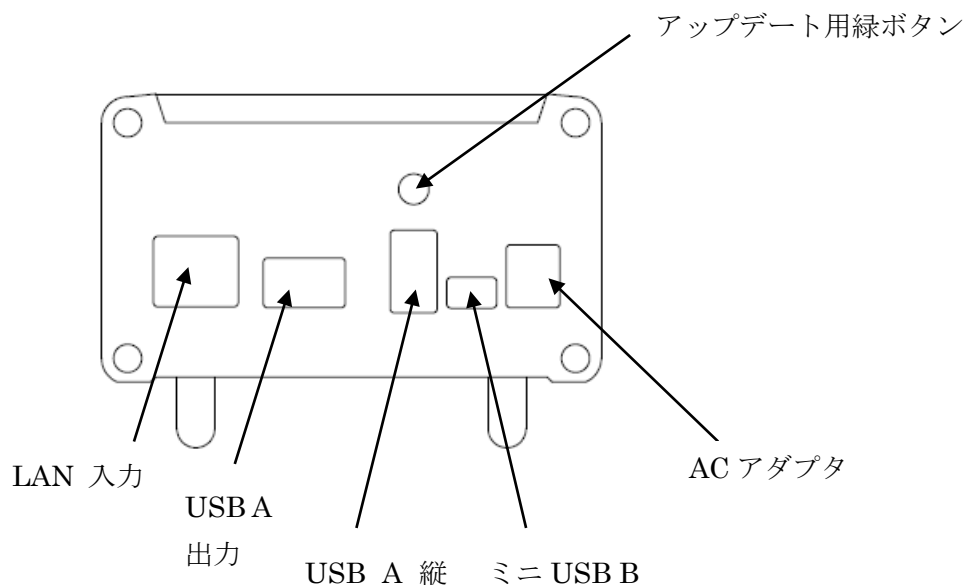 アップデート用緑ボタン
LAN 入力
AC アダプタ
USB A
出力
USB A 縦
ミニ USB B